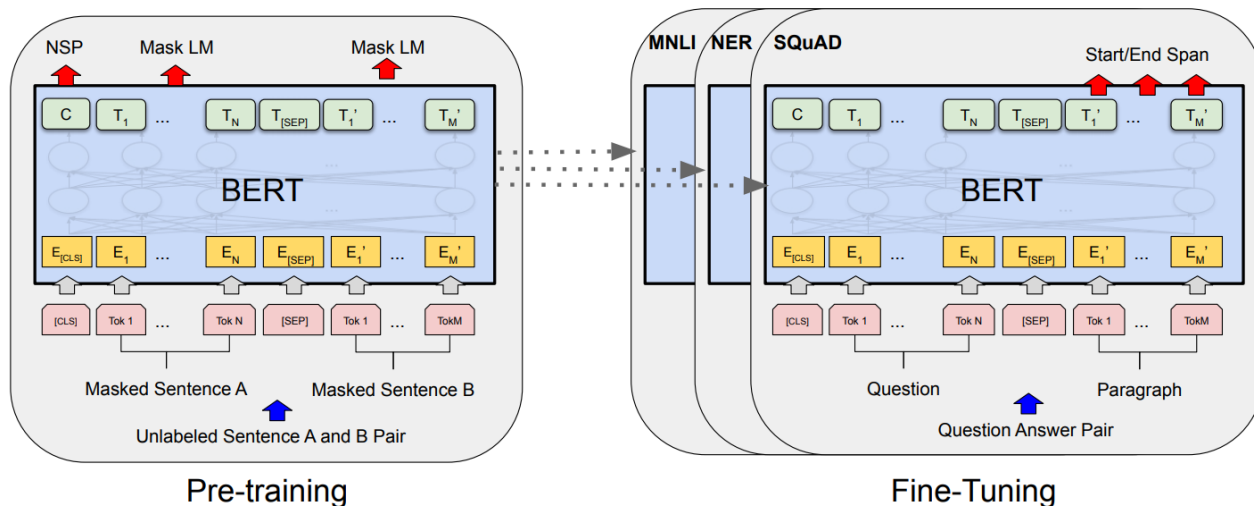 NSP Mask LM Mask LM
C T1 ... TN T[SEP] T1' ... TM'
...
BERT
...
E[CLS] E1 ... EN E[SEP] E1' ... EM'
[CLS] Tok 1 ... Tok N [SEP] Tok 1 ... TokM
Masked Sentence A Masked Sentence B
Unlabeled Sentence A and B Pair
Pre-training
MNLI NER SQuAD
Start/End Span
C T1 ... TN T[SEP] T1' ... TM'
...
BERT
...
E[CLS] E1 ... EN E[SEP] E1' ... EM'
[CLS] Tok 1 ... Tok N [SEP] Tok 1 ... TokM
Question Paragraph
Question Answer Pair
Fine-Tuning